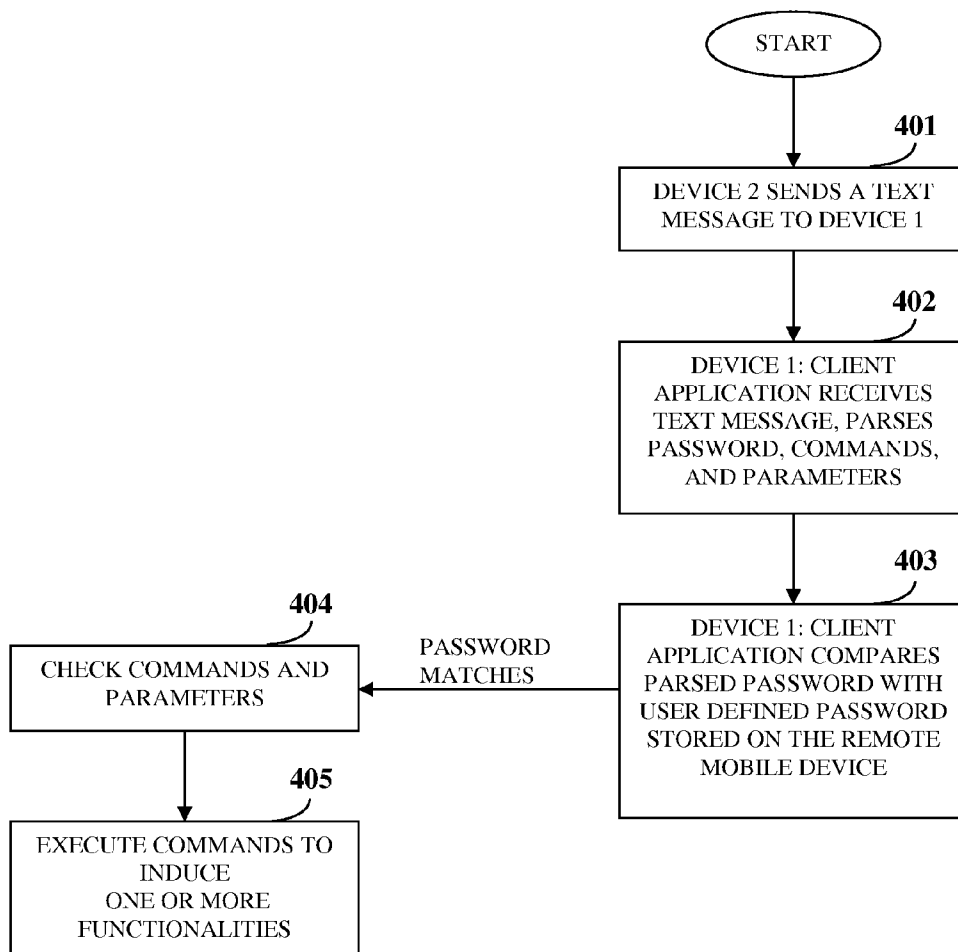 START
401
DEVICE 2 SENDS A TEXT
MESSAGE TO DEVICE 1
402
DEVICE 1: CLIENT
APPLICATION RECEIVES
TEXT MESSAGE, PARSES
PASSWORD, COMMANDS,
AND PARAMETERS
403
DEVICE 1: CLIENT
APPLICATION COMPARES
PARSED PASSWORD WITH
USER DEFINED PASSWORD
STORED ON THE REMOTE
MOBILE DEVICE
PASSWORD
MATCHES
404
CHECK COMMANDS AND
PARAMETERS
405
EXECUTE COMMANDS TO
INDUCE
ONE OR MORE
FUNCTIONALITIES